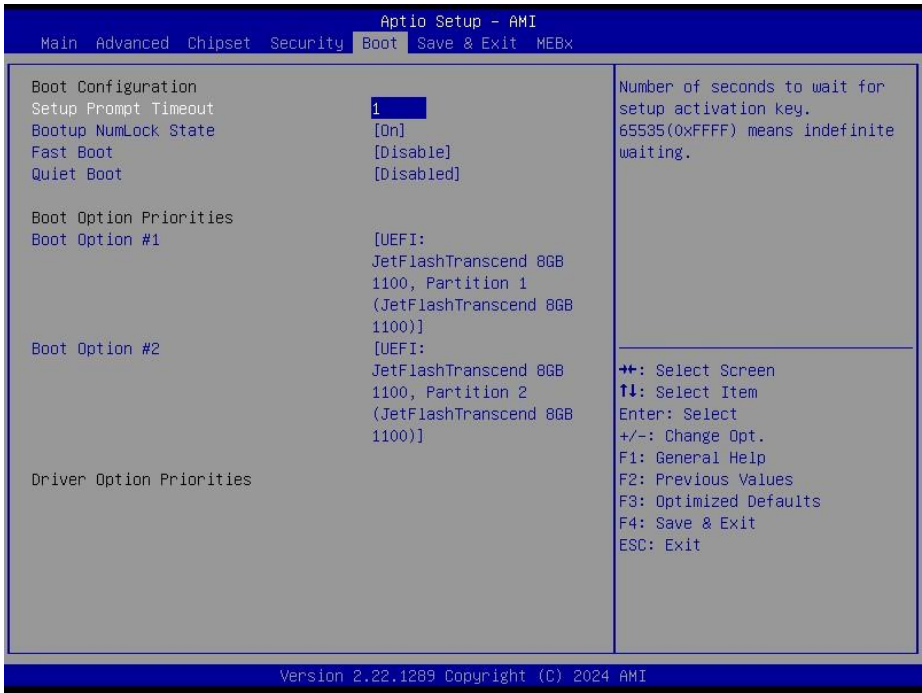 Aptio Setup - AMI
Main Advanced Chipset Security Boot Save & Exit MEBx
Boot Configuration
Setup Prompt Timeout 1
Bootup NumLock State [On]
Fast Boot [Disable]
Quiet Boot [Disabled]
Boot Option Priorities
Boot Option #1 [UEFI:
JetFlashTranscend 8GB
1100, Partition 1
(JetFlashTranscend 8GB
1100)]
Boot Option #2 [UEFI:
JetFlashTranscend 8GB
1100, Partition 2
(JetFlashTranscend 8GB
1100)]
Driver Option Priorities
Number of seconds to wait for
setup activation key.
65535(0xFFFF) means indefinite
waiting.
→←: Select Screen
↑↓: Select Item
Enter: Select
+/-: Change Opt.
F1: General Help
F2: Previous Values
F3: Optimized Defaults
F4: Save & Exit
ESC: Exit
Version 2.22.1289 Copyright (C) 2024 AMI